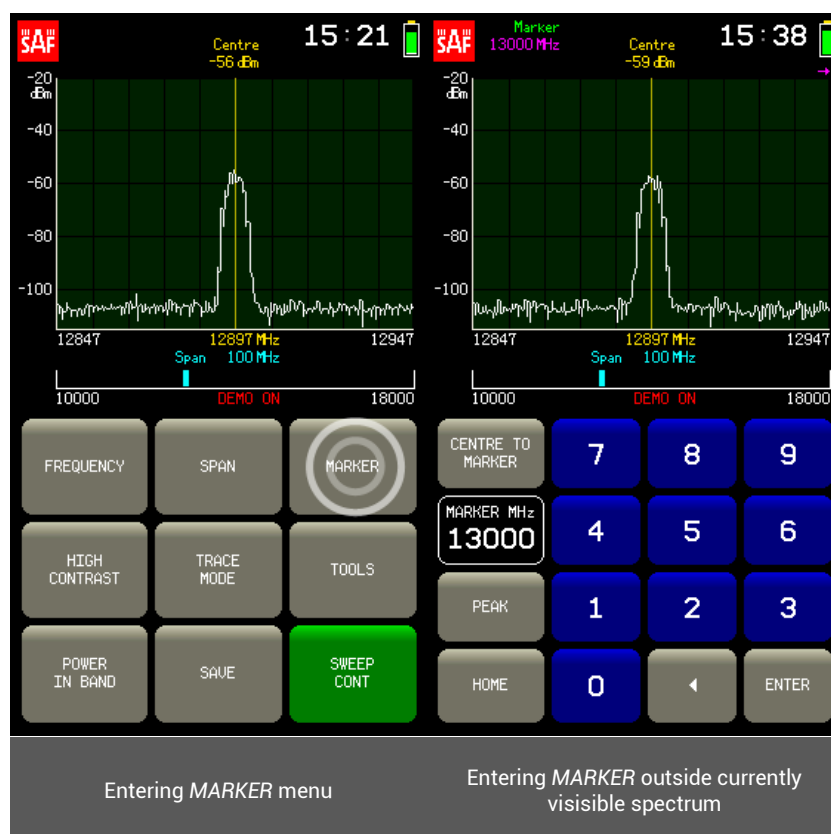 SAF
Centre
-56 dBm
15:21
-20
dBm
-40
-60
-80
-100
12847
12897 MHz
12947
Span 100 MHz
10000
DEMO ON
18000
FREQUENCY
SPAN
MARKER
HIGH
CONTRAST
TRACE
MODE
TOOLS
POWER
IN BAND
SAVE
SWEEP
CONT
Entering MARKER menu
SAF
Marker
13000 MHz
Centre
-59 dBm
15:38
→
-20
dBm
-40
-60
-80
-100
12847
12897 MHz
12947
Span 100 MHz
10000
DEMO ON
18000
CENTRE TO
MARKER
7
8
9
MARKER MHz
13000
4
5
6
PEAK
1
2
3
HOME
0
ENTER
Entering MARKER outside currently
visisible spectrum